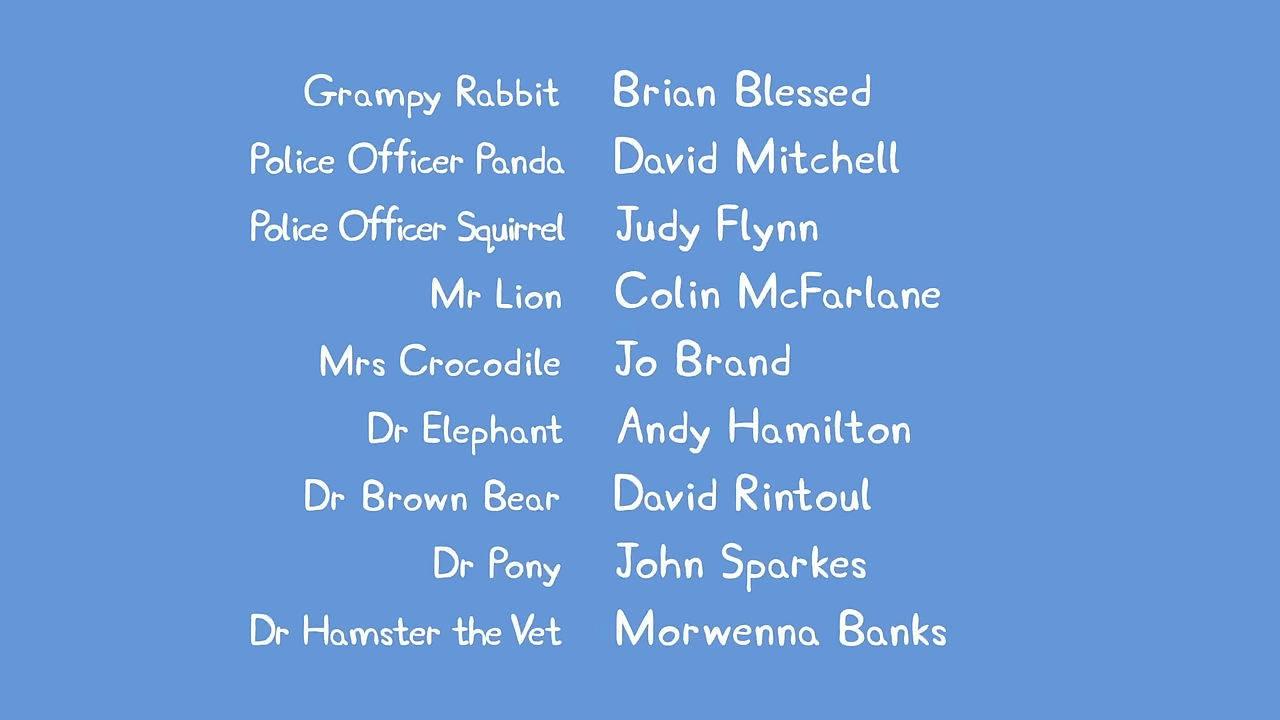 Grampy Rabbit Brian Blessed
Police Officer Panda David Mitchell
Police Officer Squirrel Judy Flynn
Mr Lion Colin McFarlane
Mrs Crocodile Jo Brand
Dr Elephant Andy Hamilton
Dr Brown Bear David Rintoul
Dr Pony John Sparkes
Dr Hamster the Vet Morwenna Banks